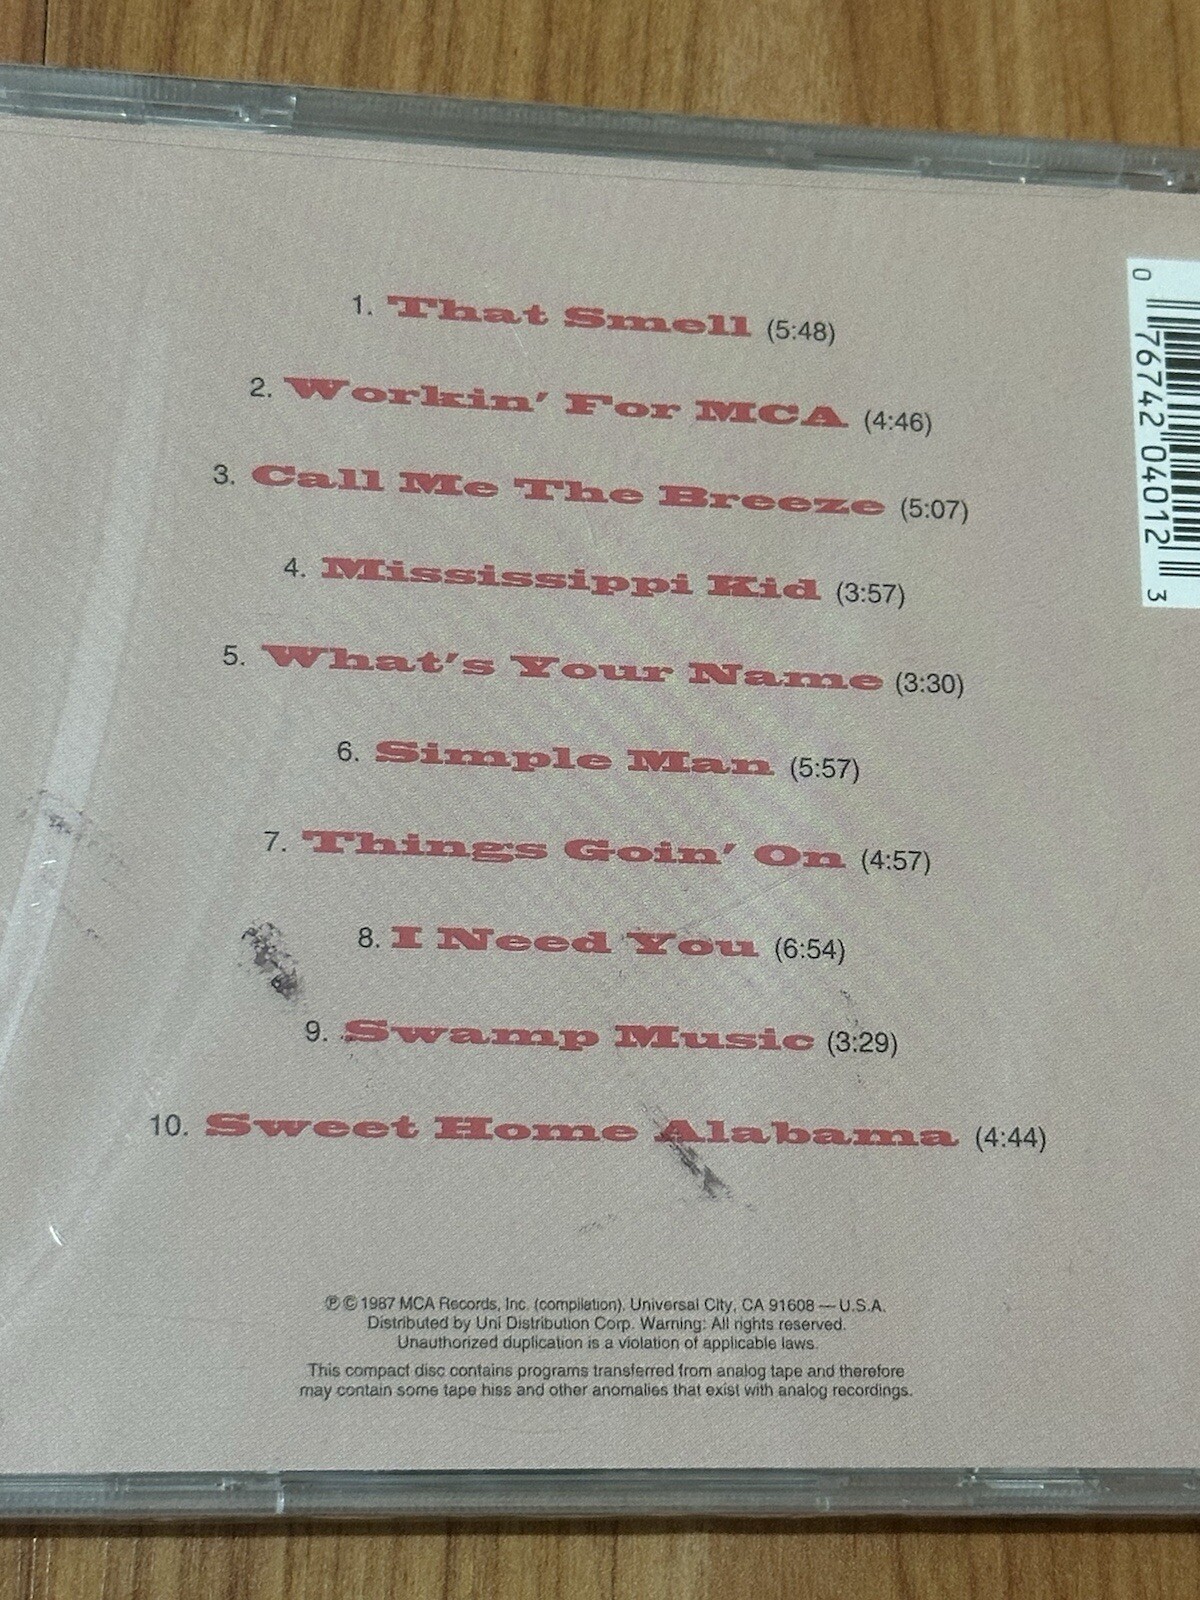 1. That Smell (5:48)
2. Workin' For MCA (4:46)
3. Call Me The Breeze (5:07)
4. Mississippi Kid (3:57)
5. What's Your Name (3:30)
6. Simple Man (5:57)
7. Things Goin' On (4:57)
8. I Need You (6:54)
9. Swamp Music (3:29)
10. Sweet Home Alabama (4:44)
0 76742 04012 3
℗ © 1987 MCA Records, Inc. (compilation). Universal City, CA 91608 — U.S.A.
Distributed by Uni Distribution Corp. Warning: All rights reserved.
Unauthorized duplication is a violation of applicable laws.
This compact disc contains programs transferred from analog tape and therefore
may contain some tape hiss and other anomalies that exist with analog recordings.